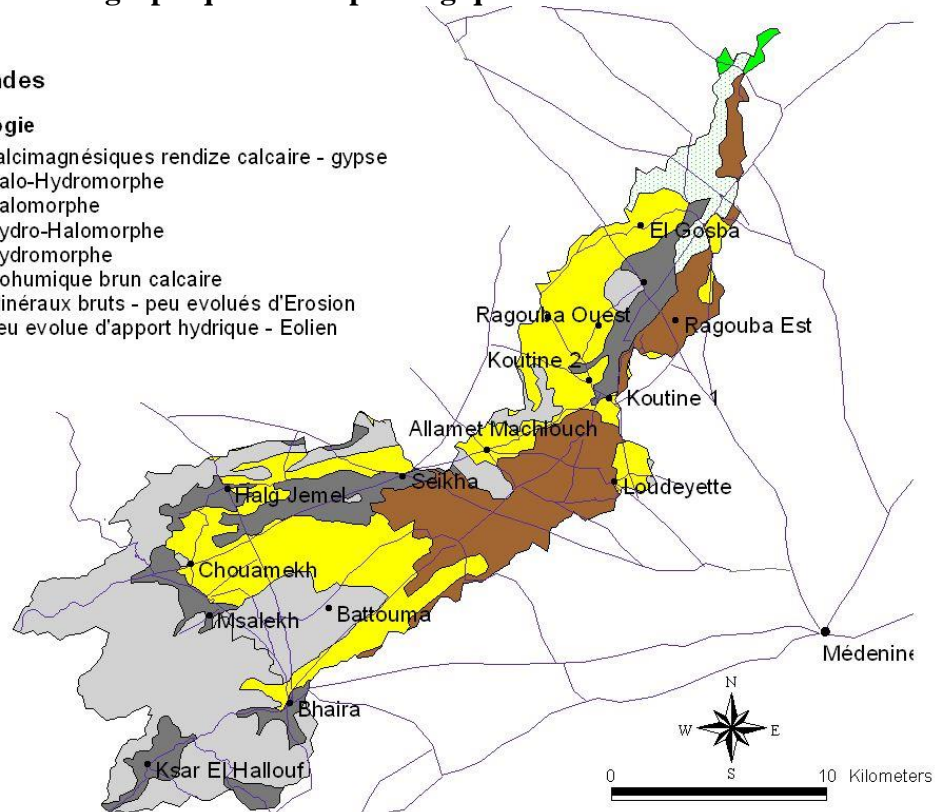 ndes
ogie
alcimagnésiques rendize calcaire - gypse
alo-Hydromorphe
alomorphe
ydro-Halomorphe
ydromorphe
ohumique brun calcaire
inéraux bruts - peu evolués d'Erosion
eu evolue d'apport hydrique - Eolien
El Gosba
Ragouba Ouest
Ragouba Est
Koutine 2
Koutine 1
Allamet Machlouch
Seikha
Loudeyette
Halg Jemel
Chouamekh
Msalekh
Battouma
Médenine
Bhaira
Ksar El Hallouf
N
W E
S
0 10 Kilometers